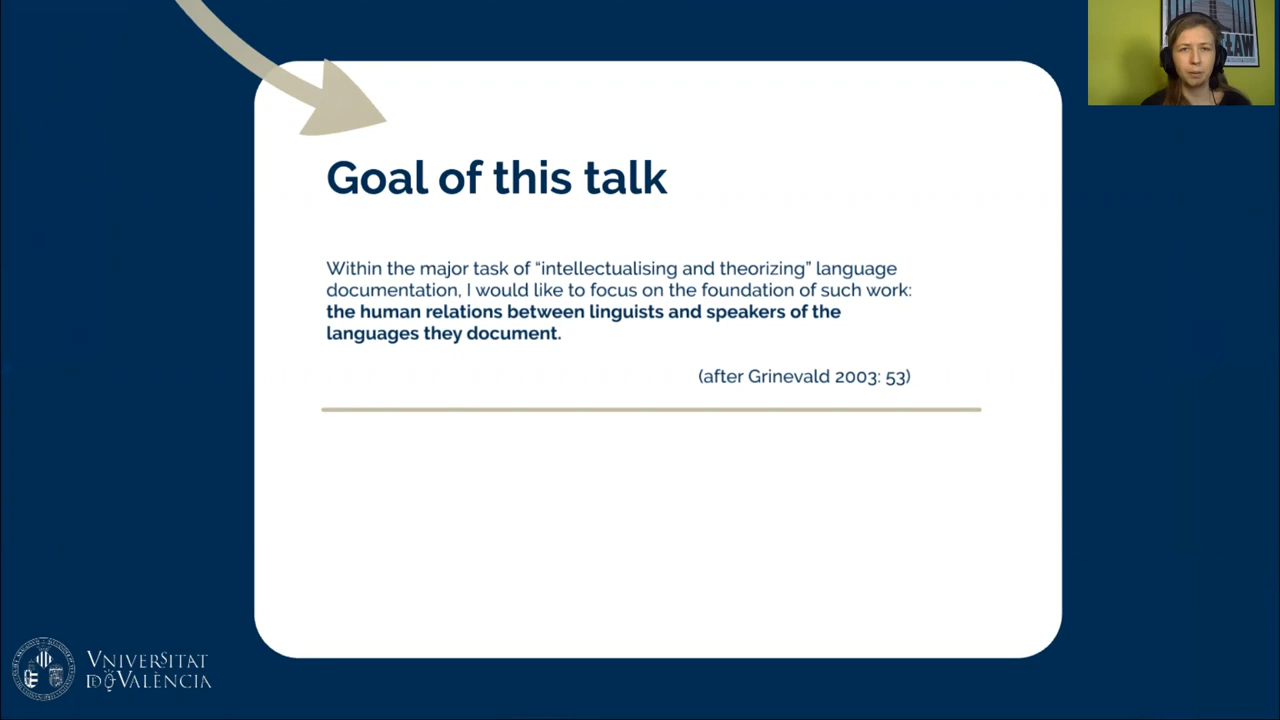 Goal of this talk
Within the major task of “intellectualising and theorizing” language
documentation, I would like to focus on the foundation of such work:
the human relations between linguists and speakers of the
languages they document.
(after Grinevald 2003: 53)
VNIVERSITAT
DE VALÈNCIA